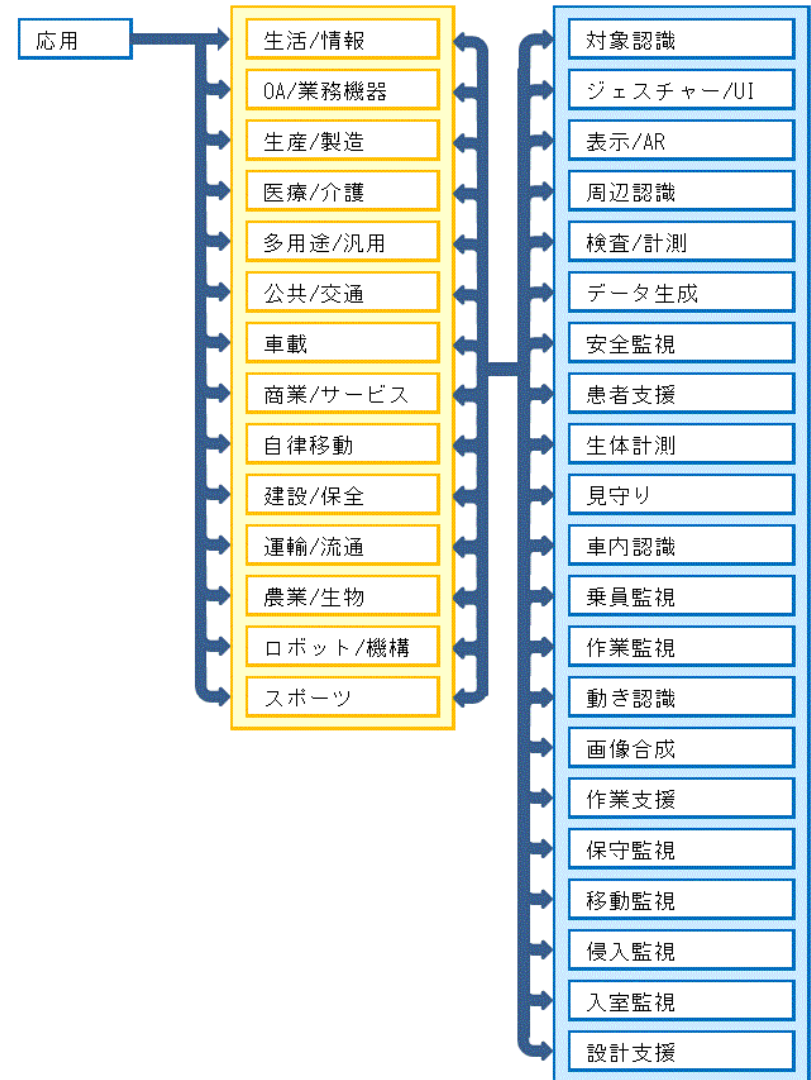 応用
生活/情報
OA/業務機器
生産/製造
医療/介護
多用途/汎用
公共/交通
車載
商業/サービス
自律移動
建設/保全
運輸/流通
農業/生物
ロボット/機構
スポーツ
対象認識
ジェスチャー/UI
表示/AR
周辺認識
検査/計測
データ生成
安全監視
患者支援
生体計測
見守り
車内認識
乗員監視
作業監視
動き認識
画像合成
作業支援
保守監視
移動監視
侵入監視
入室監視
設計支援